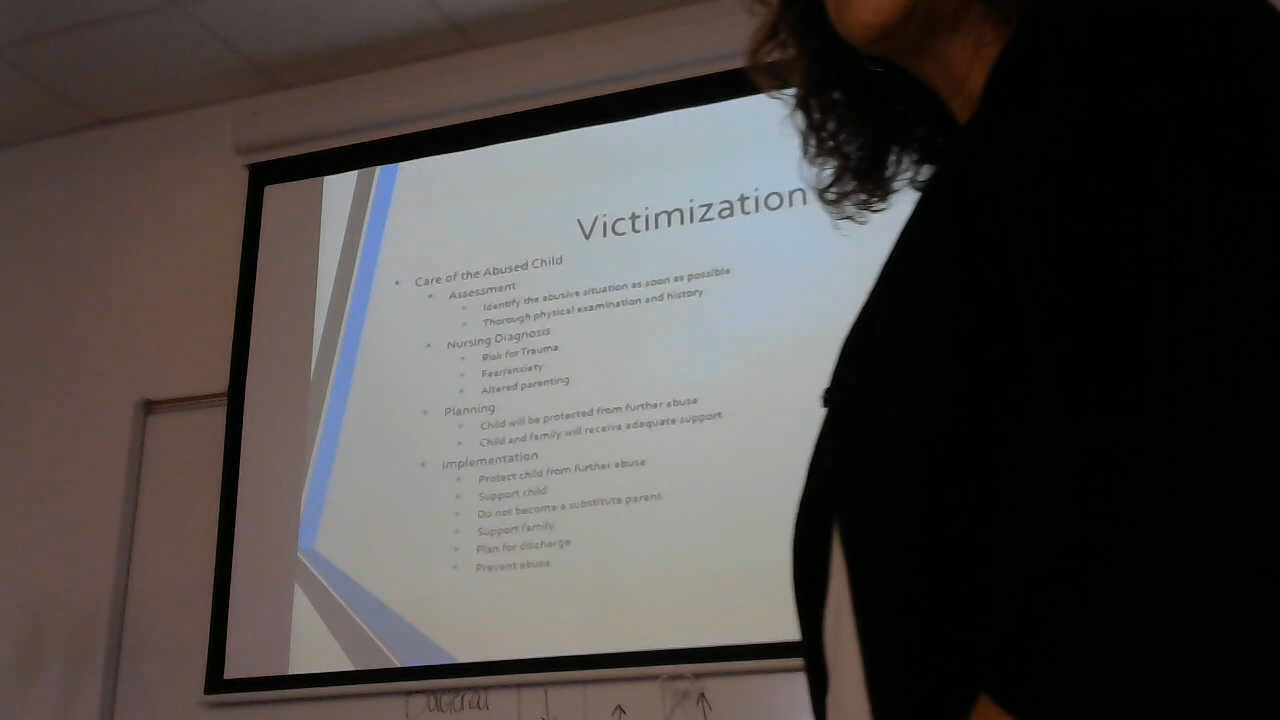 Victimization
Care of the Abused Child
Assessment
Identify the abusive situation as soon as possible
Thorough physical examination and history
Nursing Diagnosis
Risk for Trauma
Fear/anxiety
Altered parenting
Planning
Child will be protected from further abuse
Child and family will receive adequate support
Implementation
Protect child from further abuse
Support child
Do not become a substitute parent
Support family
Plan for discharge
Prevent abuse